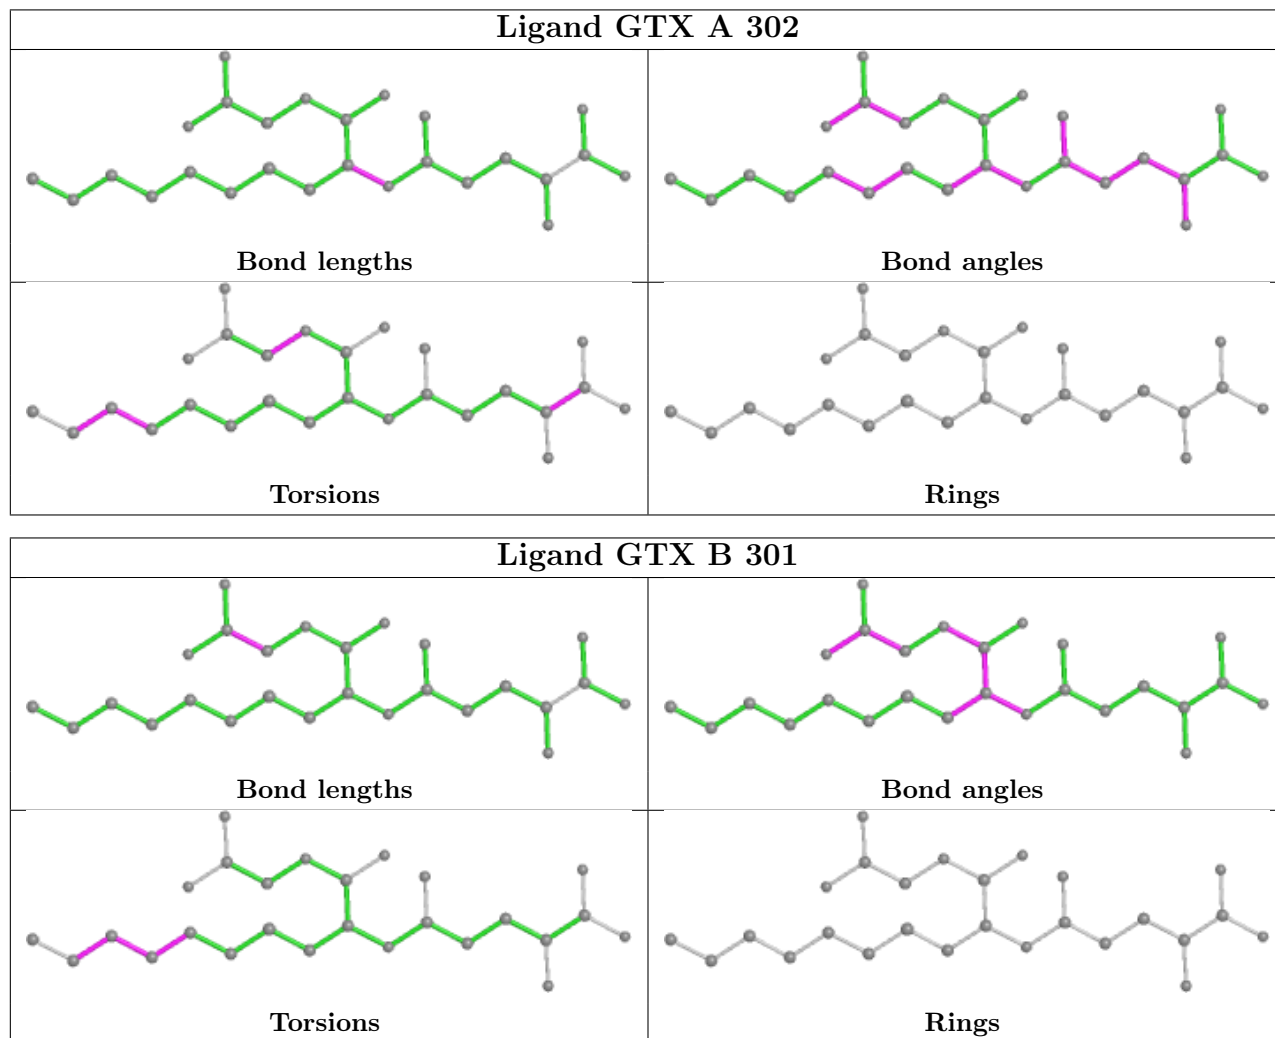 Ligand GTX A 302
Bond lengths
Bond angles
Torsions
Rings
Ligand GTX B 301
Bond lengths
Bond angles
Torsions
Rings